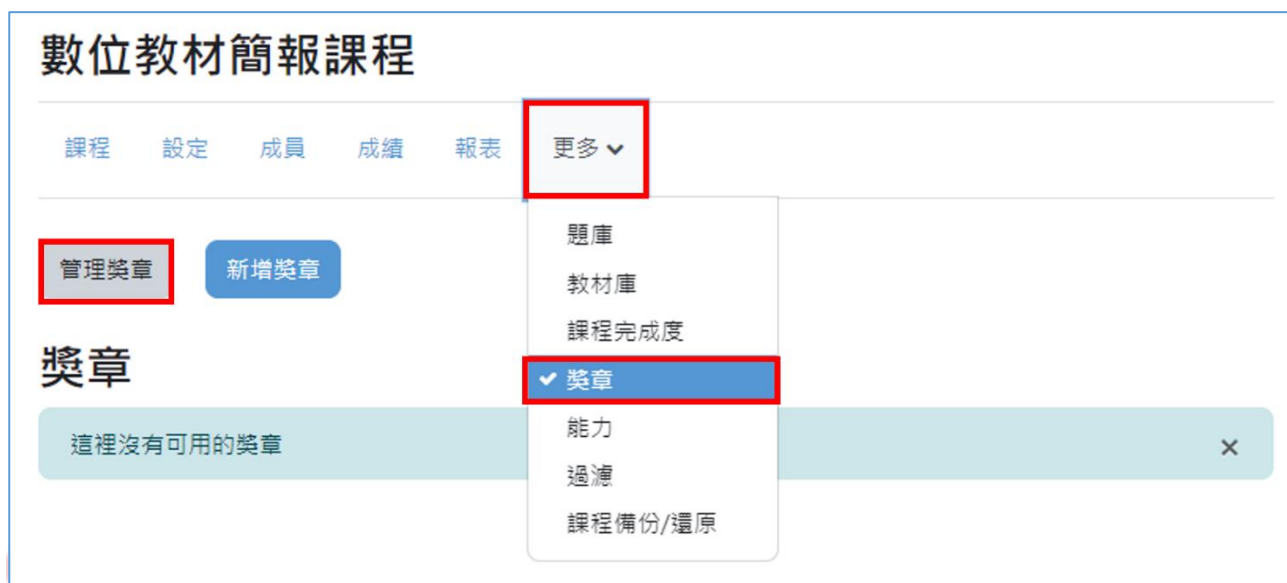 數位教材簡報課程
課程 設定 成員 成績 報表 更多
題庫
管理獎章 新增獎章
教材庫
課程完成度
獎章
獎章
能力
這裡沒有可用的獎章
過濾
課程備份/還原